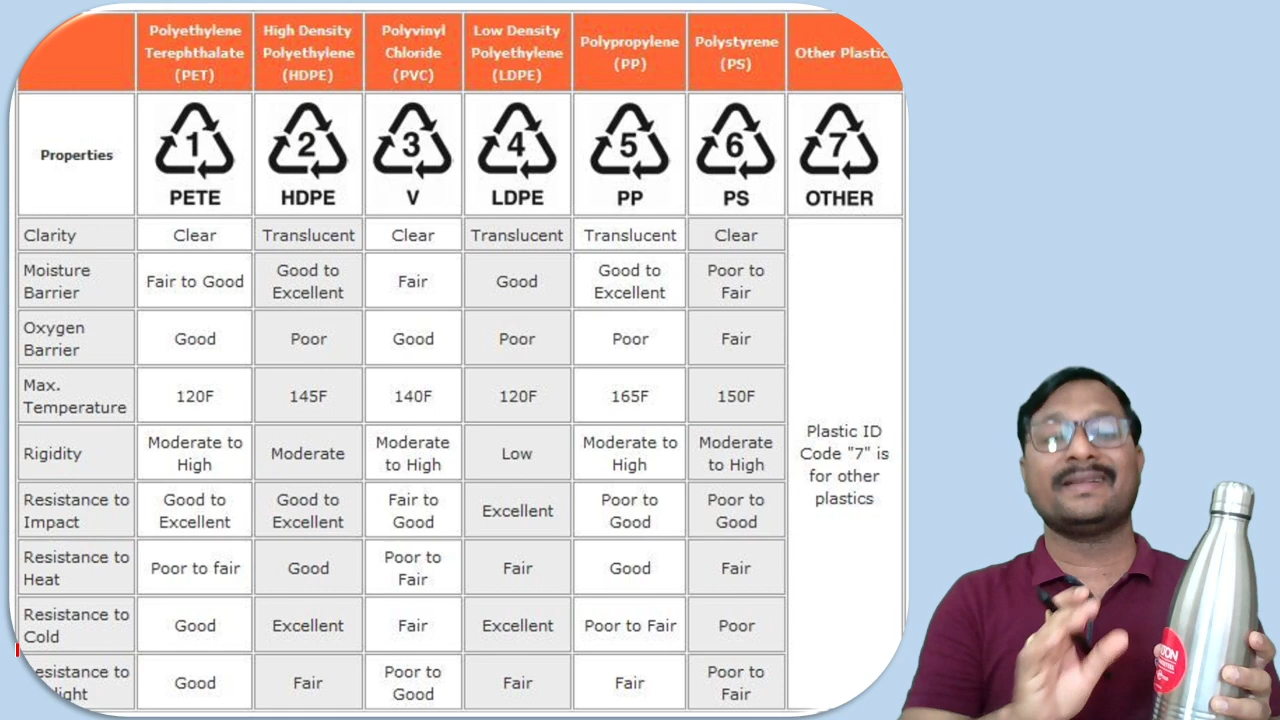 Polyethylene
Terephthalate
(PET)
High Density
Polyethylene
(HDPE)
Polyvinyl
Chloride
(PVC)
Low Density
Polyethylene
(LDPE)
Polypropylene
(PP)
Polystyrene
(PS)
Other Plastic
Properties
1
PETE
2
HDPE
3
V
4
LDPE
5
PP
6
PS
7
OTHER
Clarity
Clear
Translucent
Clear
Translucent
Translucent
Clear
Moisture
Barrier
Fair to Good
Good to
Excellent
Fair
Good
Good to
Excellent
Poor to
Fair
Oxygen
Barrier
Good
Poor
Good
Poor
Poor
Fair
Max.
Temperature
120F
145F
140F
120F
165F
150F
Rigidity
Moderate to
High
Moderate
Moderate
to High
Low
Moderate to
High
Moderate
to High
Resistance to
Impact
Good to
Excellent
Good to
Excellent
Fair to
Good
Excellent
Poor to
Good
Poor to
Good
Resistance to
Heat
Poor to fair
Good
Poor to
Fair
Fair
Good
Fair
Resistance to
Cold
Good
Excellent
Fair
Excellent
Poor to Fair
Poor
esistance to
light
Good
Fair
Poor to
Good
Fair
Fair
Poor to
Fair
Plastic ID
Code "7" is
for other
plastics